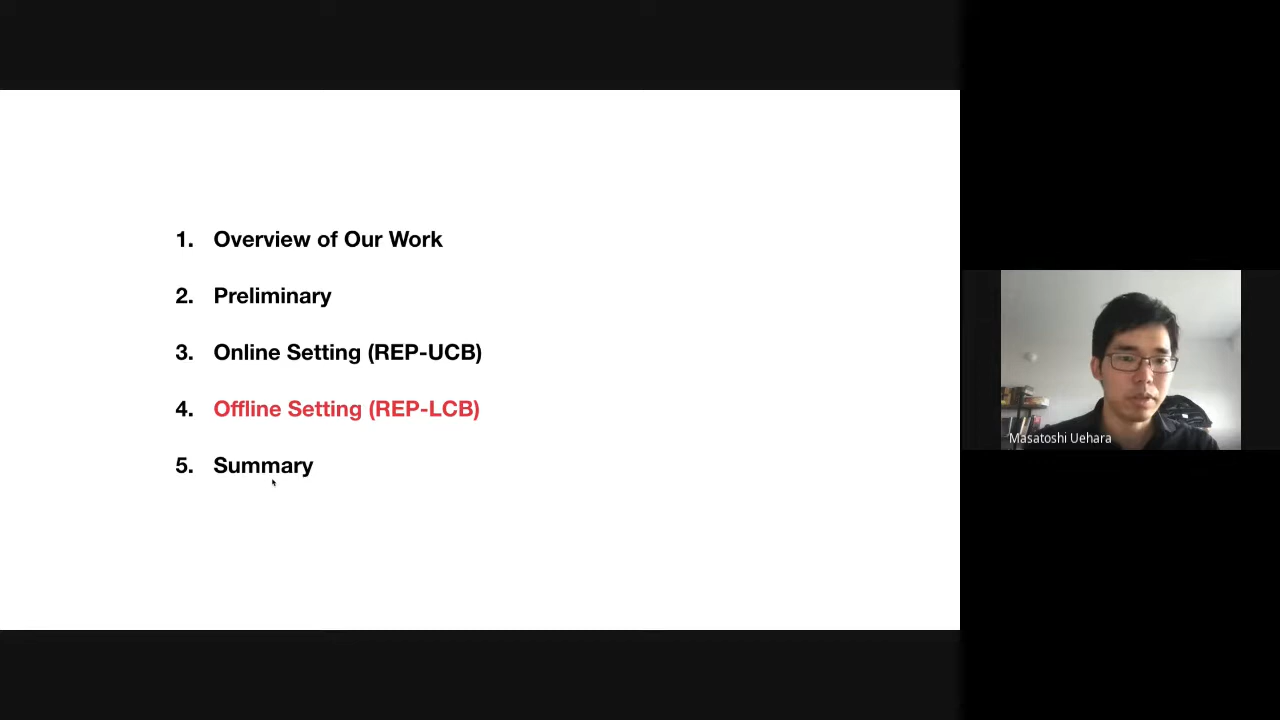 1. Overview of Our Work
2. Preliminary
3. Online Setting (REP-UCB)
4. Offline Setting (REP-LCB)
5. Summary
Masatoshi Uehara